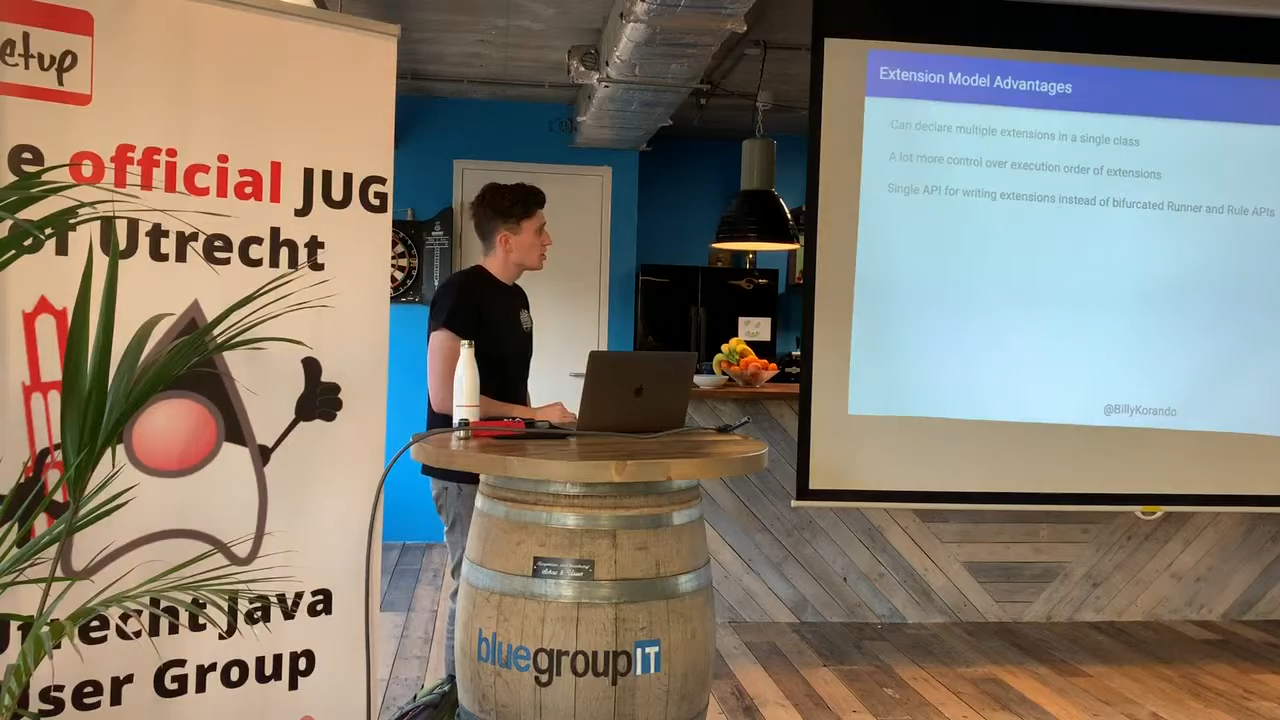 etup
e official JUG
of Utrecht
Utrecht Java
User Group
Extension Model Advantages
Can declare multiple extensions in a single class
A lot more control over execution order of extensions
Single API for writing extensions instead of bifurcated Runner and Rule APIs
@BillyKorando
bluegroupIT